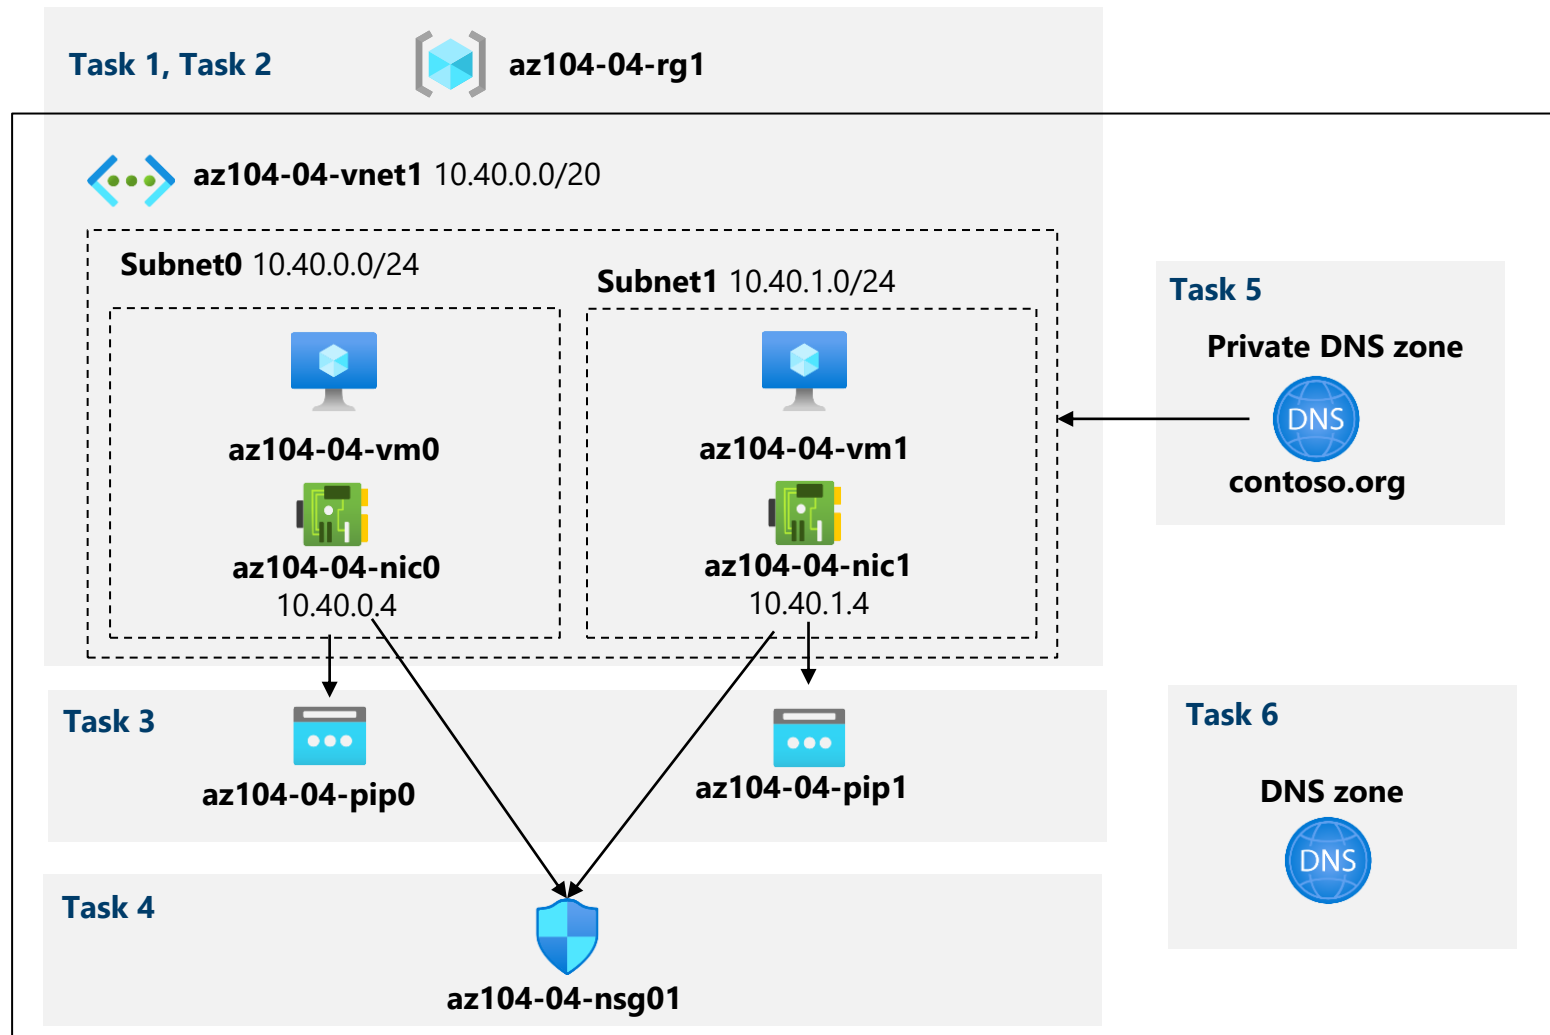 Task 1, Task 2
az104-04-rg1
az104-04-vnet1 10.40.0.0/20
Subnet0 10.40.0.0/24
Subnet1 10.40.1.0/24
az104-04-vm0
az104-04-vm1
az104-04-nic0
10.40.0.4
az104-04-nic1
10.40.1.4
Task 5
Private DNS zone
DNS
contoso.org
Task 3
az104-04-pip0
az104-04-pip1
Task 6
DNS zone
DNS
Task 4
az104-04-nsg01